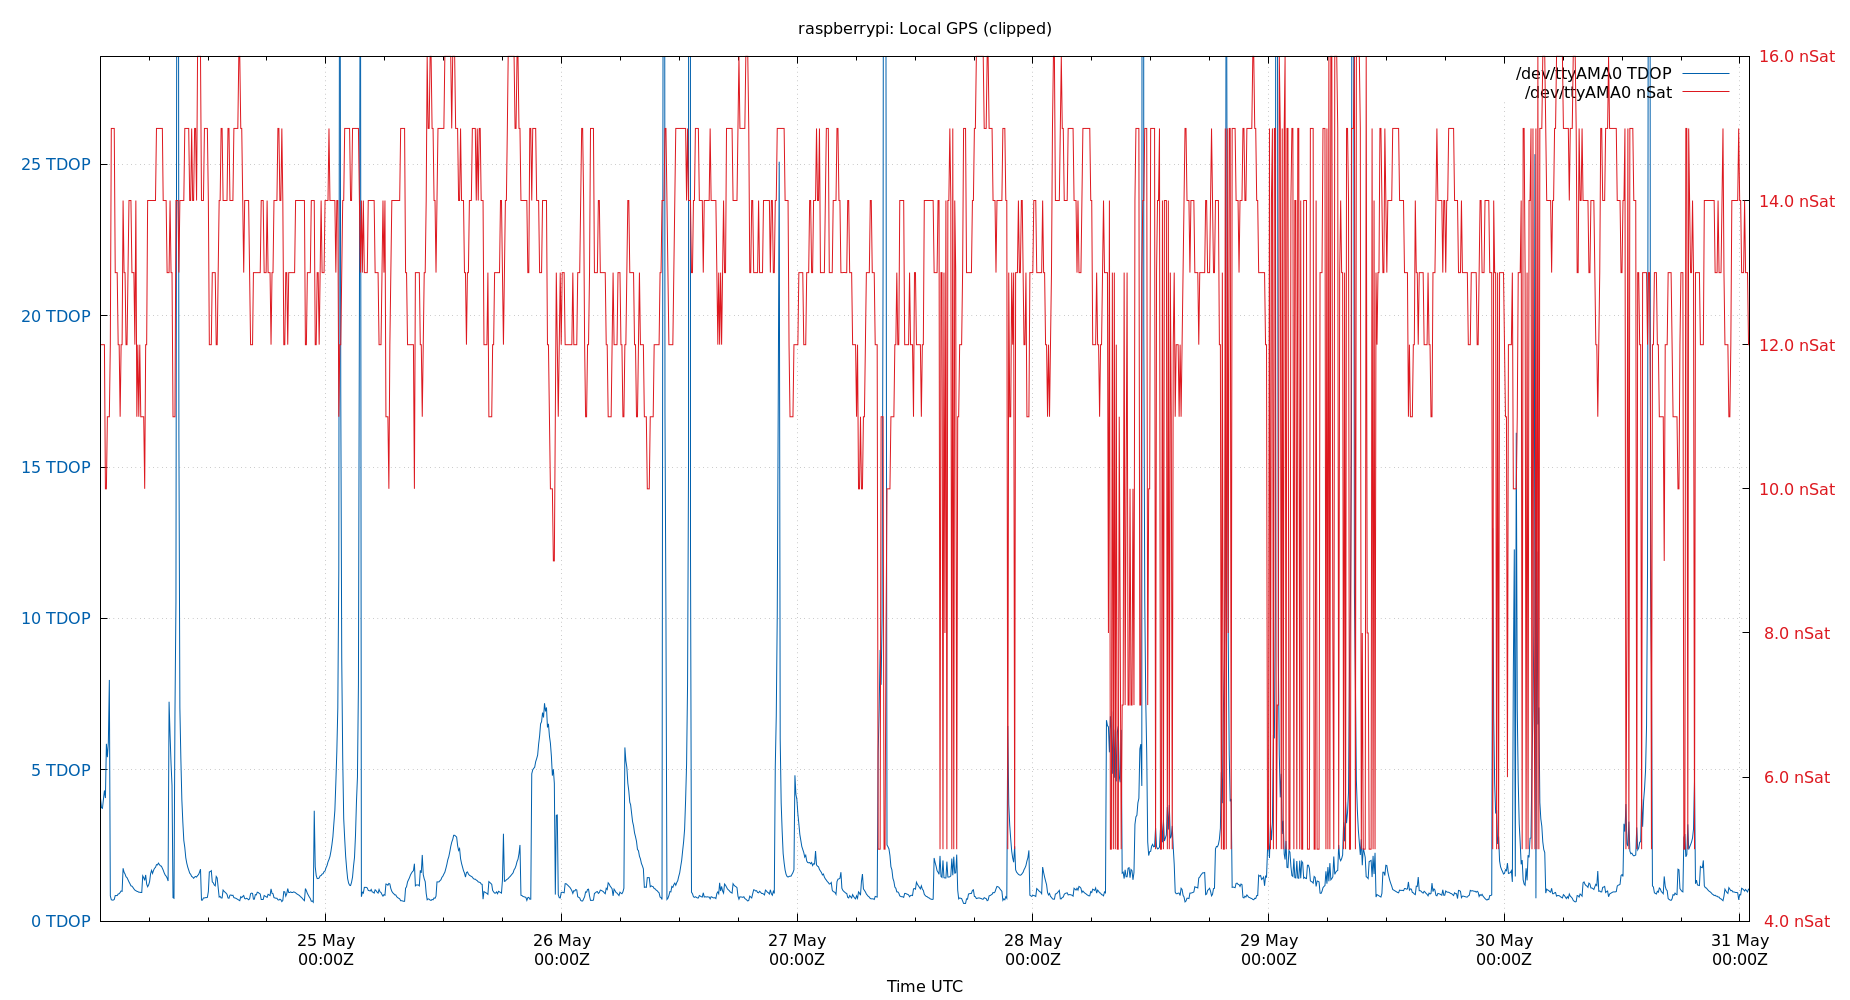 raspberrypi: Local GPS (clipped)
16.0 nSat
/dev/ttyAMA0 TDOP
/dev/ttyAMA0 nSat
25 TDOP
14.0 nSat
20 TDOP
12.0 nSat
15 TDOP
10.0 nSat
10 TDOP
8.0 nSat
5 TDOP
6.0 nSat
0 TDOP
4.0 nSat
25 May 26 May 27 May 28 May 29 May 30 May 31 May
00:00Z 00:00Z 00:00Z 00:00Z 00:00Z 00:00Z 00:00Z
Time UTC